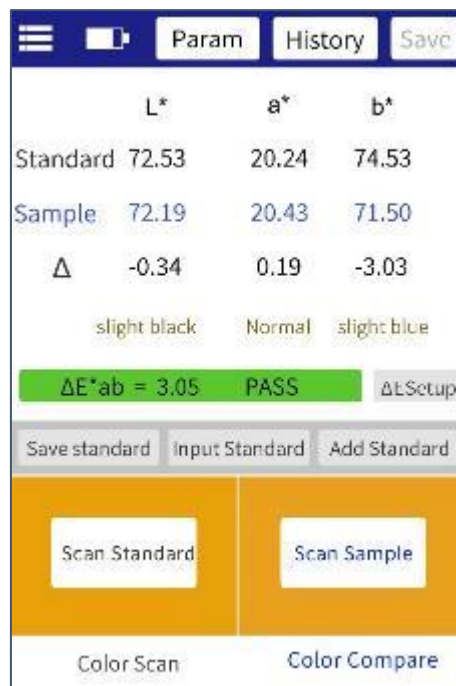 Param History Save
L* a* b*
Standard 72.53 20.24 74.53
Sample 72.19 20.43 71.50
Δ -0.34 0.19 -3.03
slight black Normal slight blue
ΔE*ab = 3.05 PASS ΔESetup
Save standard Input Standard Add Standard
Scan Standard Scan Sample
Color Scan Color Compare